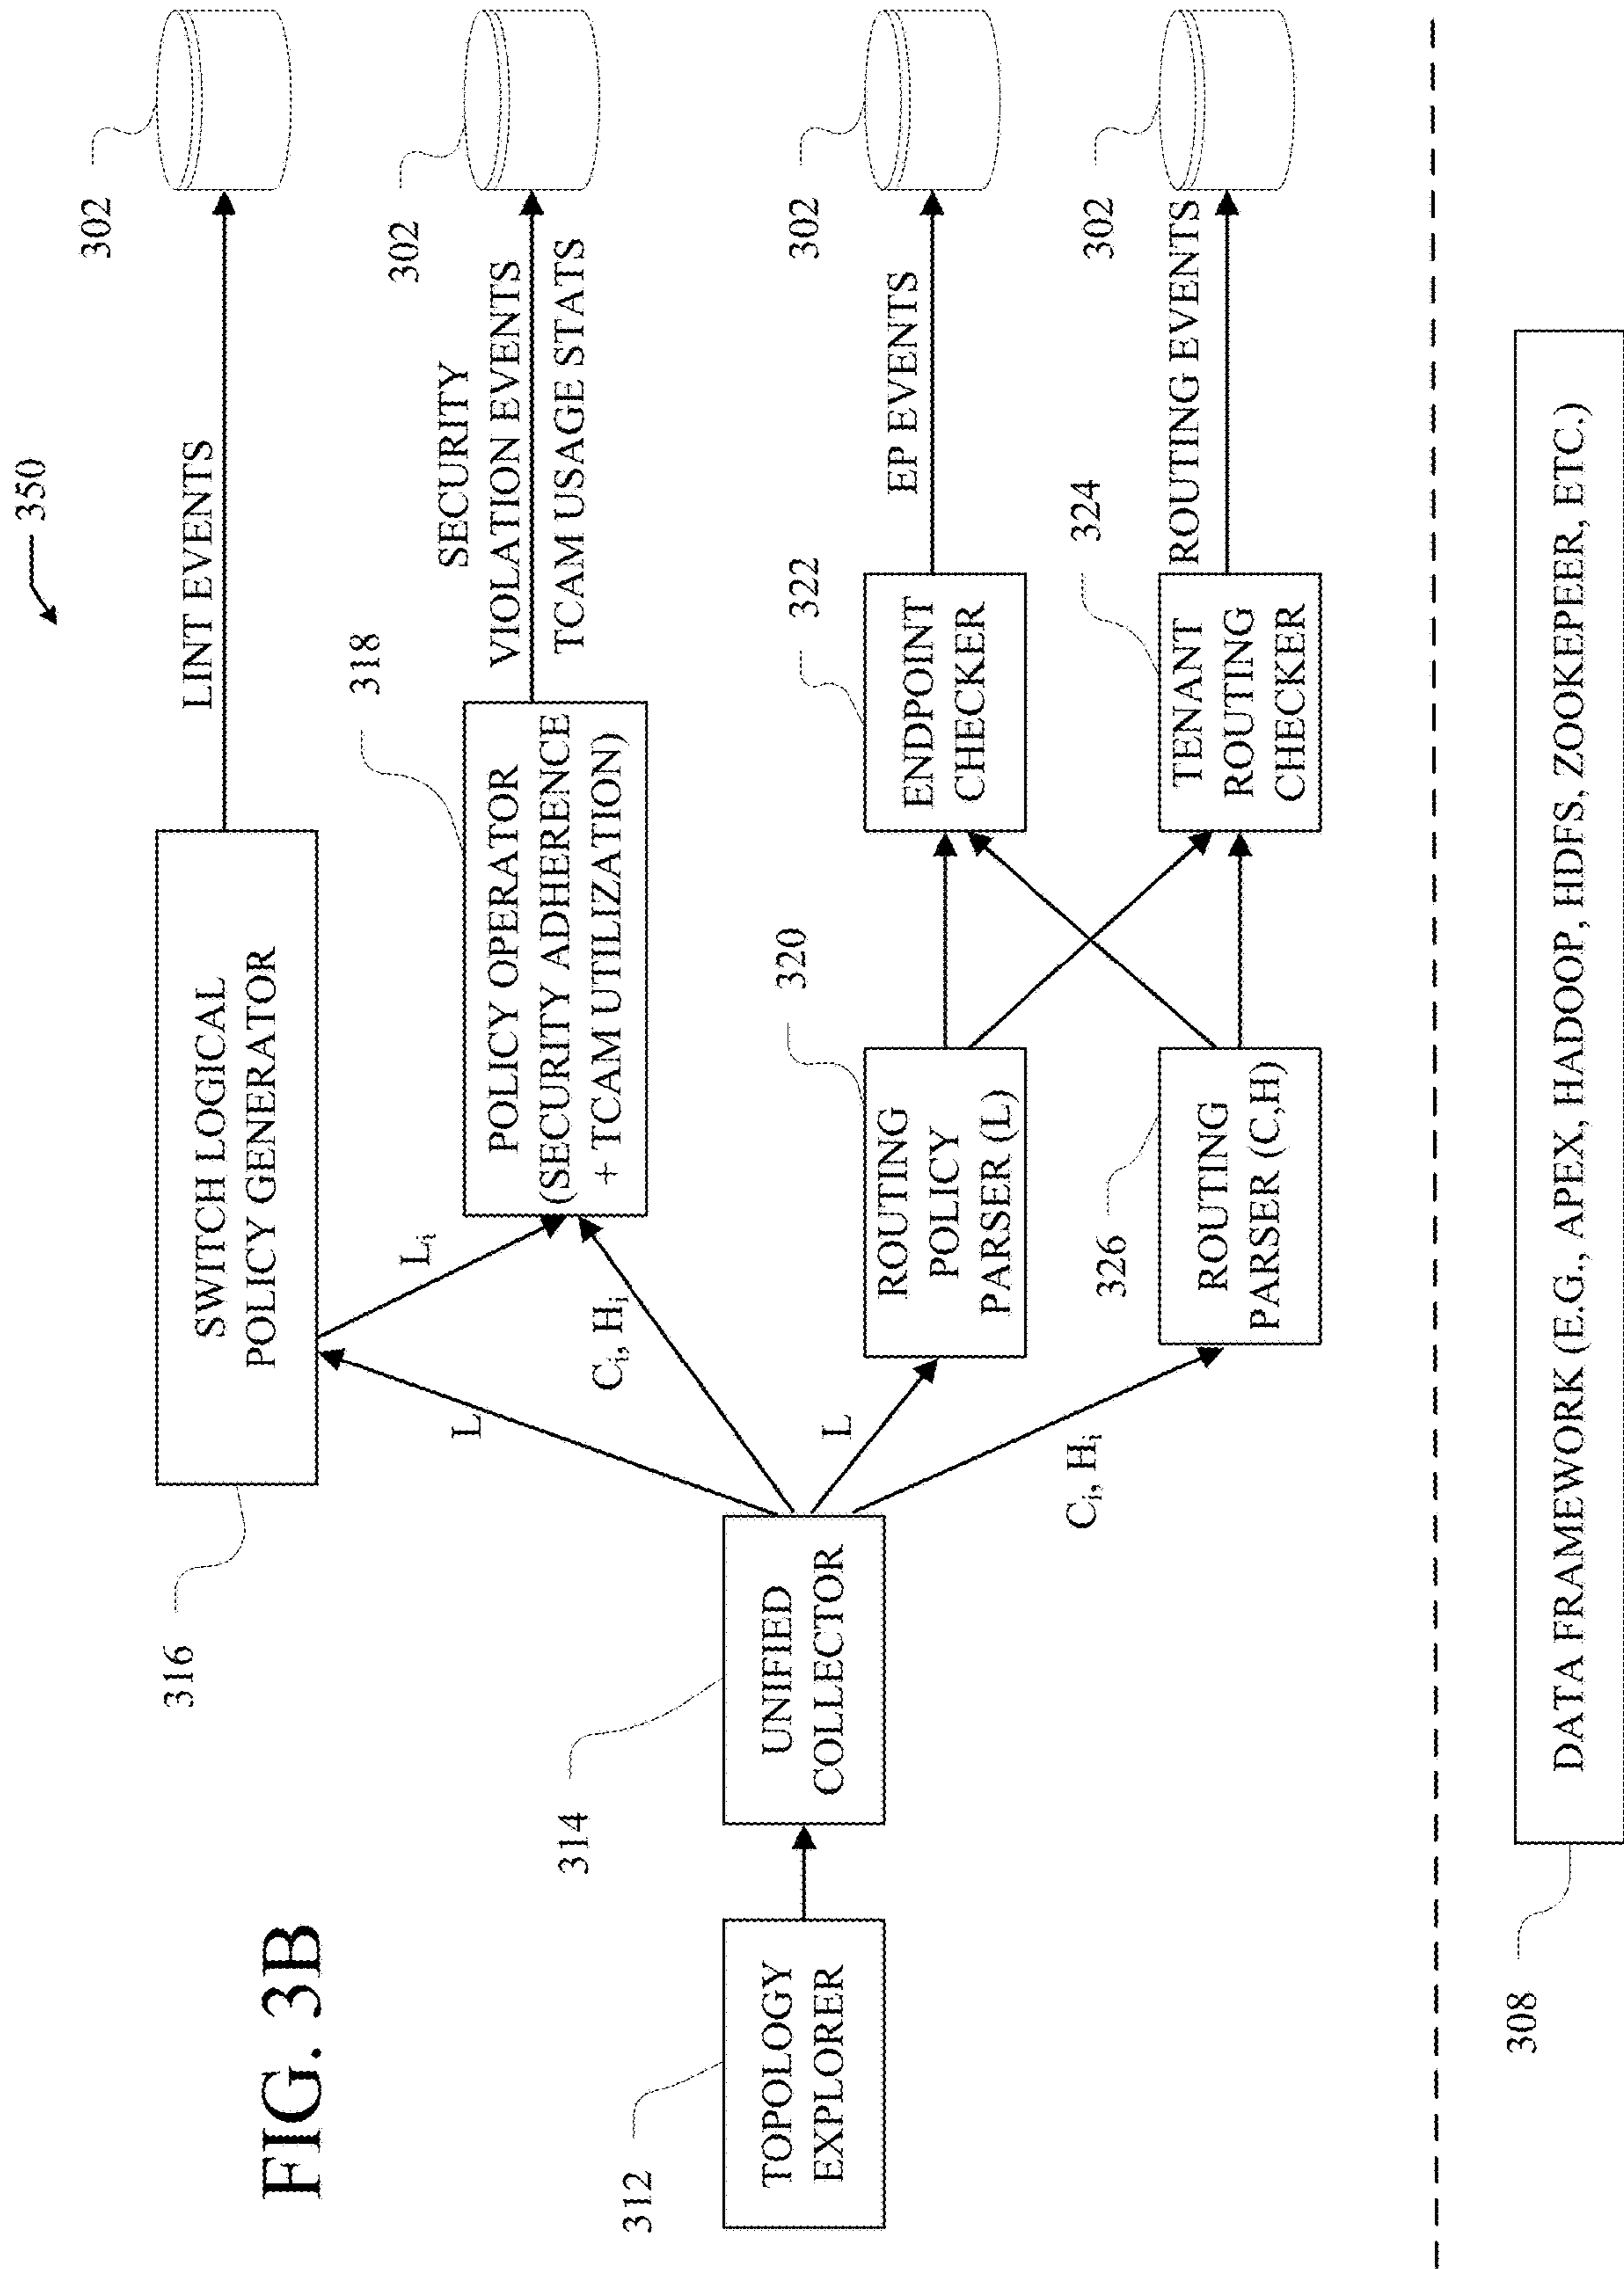 FIG. 3B
350
302
LINT EVENTS
SWITCH LOGICAL
POLICY GENERATOR
316
302
SECURITY
VIOLATION EVENTS
TCAM USAGE STATS
318
POLICY OPERATOR
(SECURITY ADHERENCE
+ TCAM UTILIZATION)
Li
L
Ci, Hi
312
TOPOLOGY
EXPLORER
314
UNIFIED
COLLECTOR
L
Ci, Hi
320
ROUTING
POLICY
PARSER (L)
322
ENDPOINT
CHECKER
EP EVENTS
302
326
ROUTING
PARSER (C,H)
324
TENANT
ROUTING
CHECKER
ROUTING EVENTS
302
308
DATA FRAMEWORK (E.G., APEX, HADOOP, HDFS, ZOOKEPEER, ETC.)